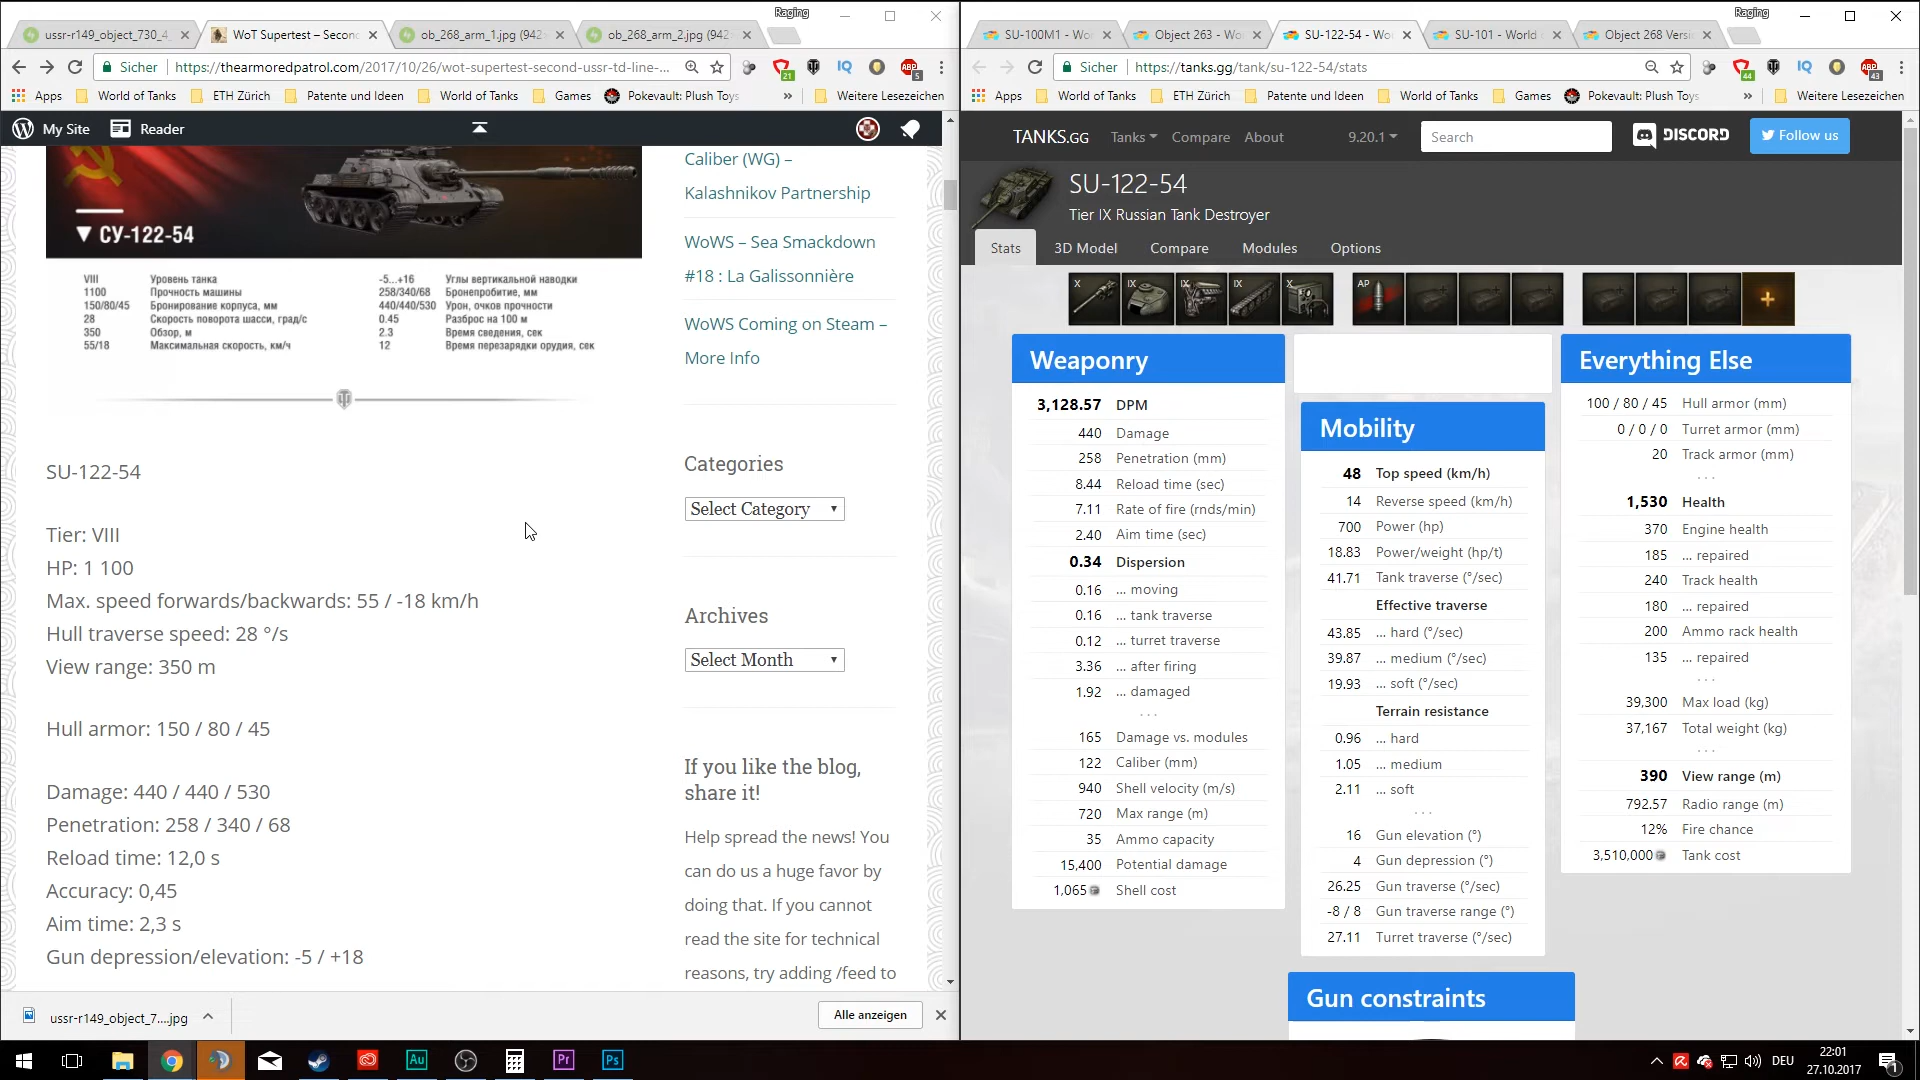 Raging
ussr-r149_object_730_4
WoT Supertest – Secon
ob_268_arm_1.jpg (942
ob_268_arm_2.jpg (942
Sicher
https://thearmoredpatrol.com/2017/10/26/wot-supertest-second-ussr-td-line-...
21
IQ
ABP
5
Apps
World of Tanks
ETH Zürich
Patente und Ideen
World of Tanks
Games
Pokevault: Plush Toys
»
Weitere Lesezeichen
My Site
Reader
▼ СУ-122-54
VIII Уровень танка -5...+16 Углы вертикальной наводки
1100 Прочность машины 258/340/68 Бронепробитие, мм
150/80/45 Бронирование корпуса, мм 440/440/530 Урон, очков прочности
28 Скорость поворота шасси, град/с 0.45 Разброс на 100 м
350 Обзор, м 2.3 Время сведения, сек
55/18 Максимальная скорость, км/ч 12 Время перезарядки орудия, сек
SU-122-54
Tier: VIII
HP: 1 100
Max. speed forwards/backwards: 55 / -18 km/h
Hull traverse speed: 28 °/s
View range: 350 m
Hull armor: 150 / 80 / 45
Damage: 440 / 440 / 530
Penetration: 258 / 340 / 68
Reload time: 12,0 s
Accuracy: 0,45
Aim time: 2,3 s
Gun depression/elevation: -5 / +18
Caliber (WG) –
Kalashnikov Partnership
WoWS – Sea Smackdown
#18 : La Galissonnière
WoWS Coming on Steam –
More Info
Categories
Select Category
Archives
Select Month
If you like the blog,
share it!
Help spread the news! You
can do us a huge favor by
doing that. If you cannot
read the site for technical
reasons, try adding /feed to
ussr-r149_object_7....jpg
Alle anzeigen
Raging
SU-100M1 - Wo
Object 263 - Wo
SU-122-54 - Wo
SU-101 - World
Object 268 Versi
Sicher
https://tanks.gg/tank/su-122-54/stats
44
IQ
ABP
43
Apps
World of Tanks
ETH Zürich
Patente und Ideen
World of Tanks
Games
Pokevault: Plush Toys
»
Weitere Lesezeichen
TANKS.GG
Tanks
Compare
About
9.20.1
Search
DISCORD
Follow us
SU-122-54
Tier IX Russian Tank Destroyer
Stats
3D Model
Compare
Modules
Options
X
IX
IX
IX
X
AP
+
Weaponry
3,128.57 DPM
440 Damage
258 Penetration (mm)
8.44 Reload time (sec)
7.11 Rate of fire (rnds/min)
2.40 Aim time (sec)
0.34 Dispersion
0.16 ... moving
0.16 ... tank traverse
0.12 ... turret traverse
3.36 ... after firing
1.92 ... damaged
...
165 Damage vs. modules
122 Caliber (mm)
940 Shell velocity (m/s)
720 Max range (m)
35 Ammo capacity
15,400 Potential damage
1,065 Shell cost
Mobility
48 Top speed (km/h)
14 Reverse speed (km/h)
700 Power (hp)
18.83 Power/weight (hp/t)
41.71 Tank traverse (°/sec)
Effective traverse
43.85 ... hard (°/sec)
39.87 ... medium (°/sec)
19.93 ... soft (°/sec)
Terrain resistance
0.96 ... hard
1.05 ... medium
2.11 ... soft
...
16 Gun elevation (°)
4 Gun depression (°)
26.25 Gun traverse (°/sec)
-8 / 8 Gun traverse range (°)
27.11 Turret traverse (°/sec)
Gun constraints
Everything Else
100 / 80 / 45 Hull armor (mm)
0 / 0 / 0 Turret armor (mm)
20 Track armor (mm)
...
1,530 Health
370 Engine health
185 ... repaired
240 Track health
180 ... repaired
200 Ammo rack health
135 ... repaired
...
39,300 Max load (kg)
37,167 Total weight (kg)
...
390 View range (m)
792.57 Radio range (m)
12% Fire chance
3,510,000 Tank cost
Au
Pr
Ps
DEU
22:01
27.10.2017
1